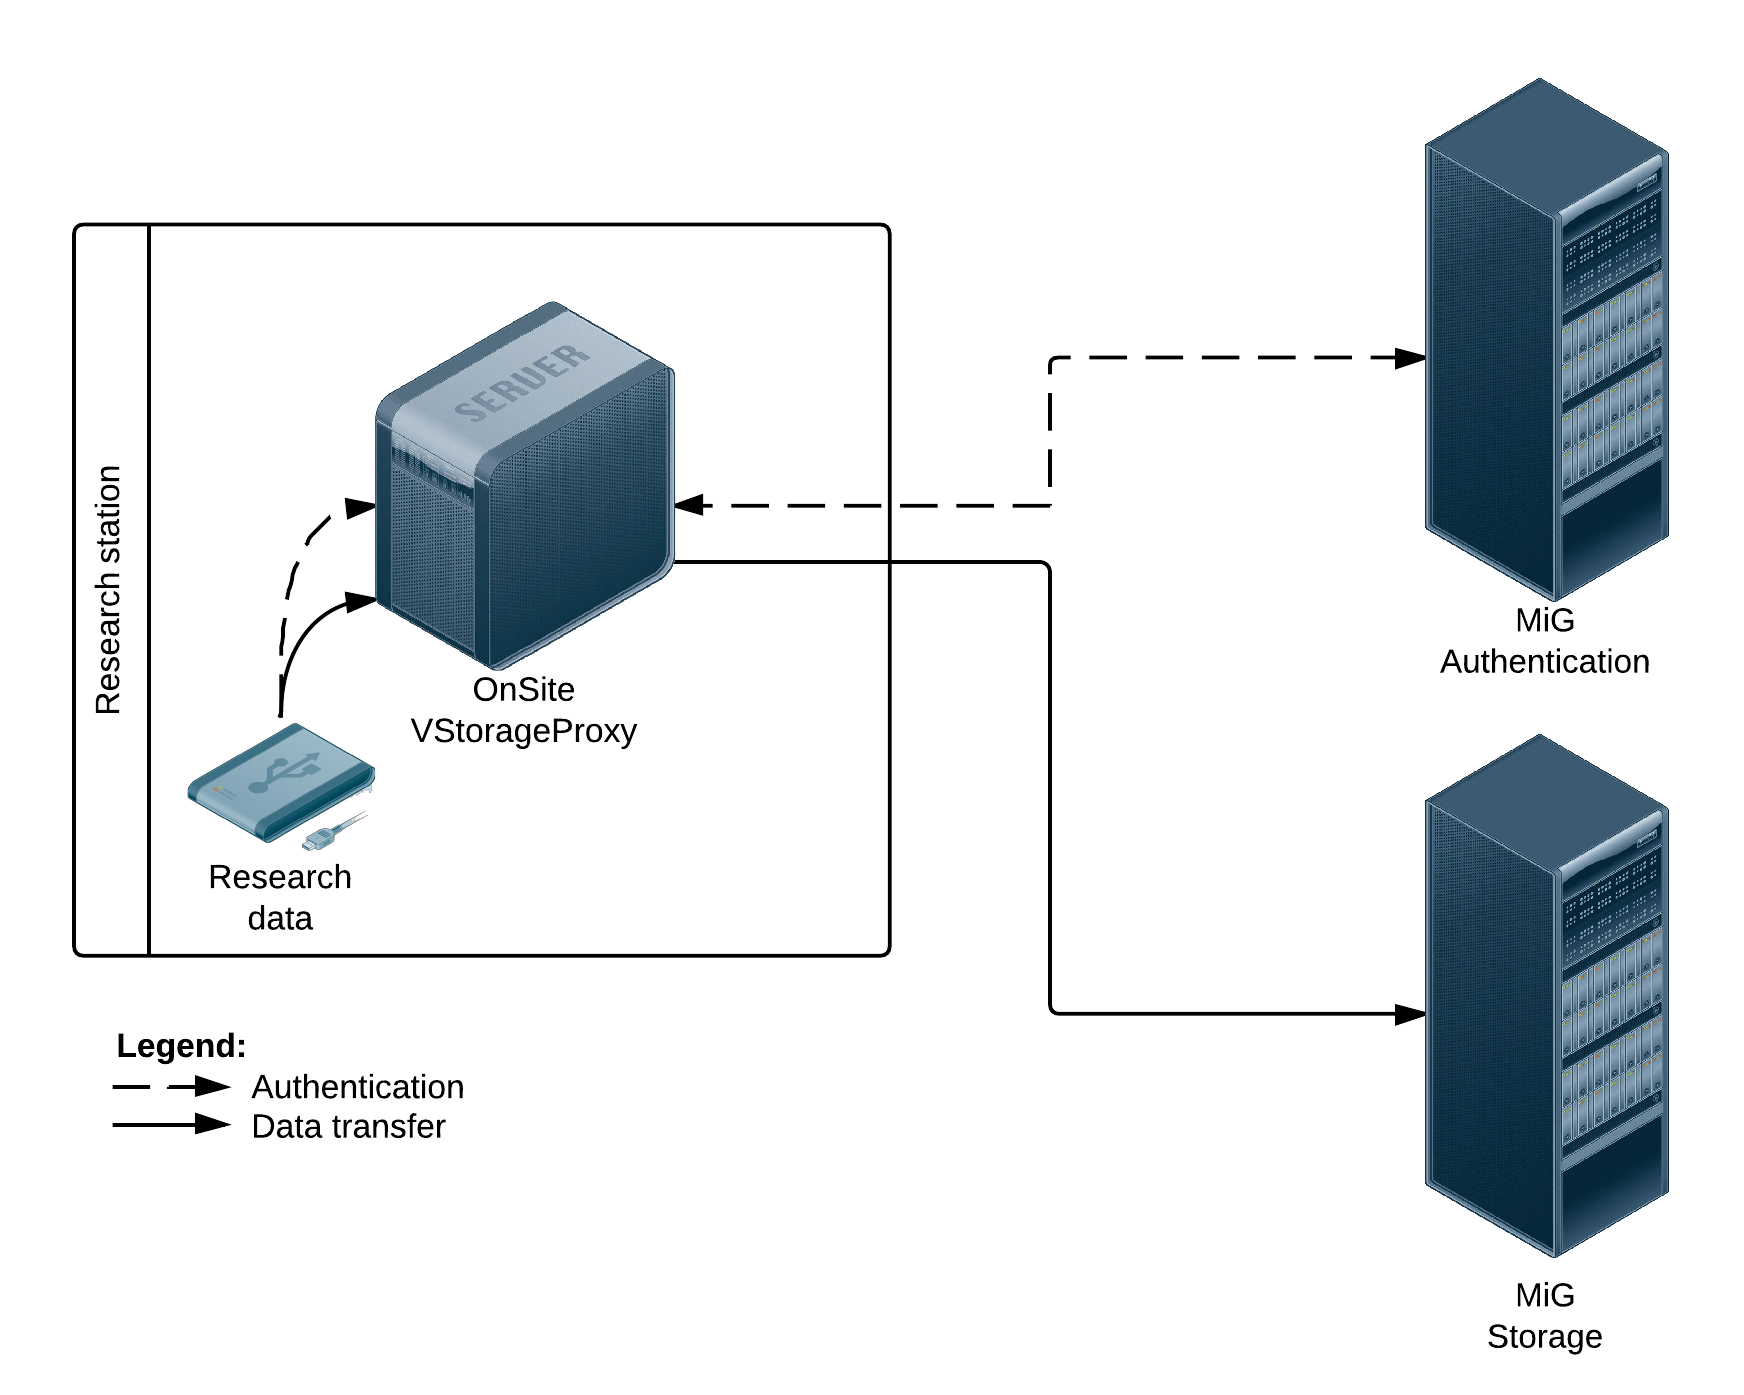 SERVER
Research station
OnSite
VStorageProxy
Research
data
MiG
Authentication
MiG
Storage
Legend:
Authentication
Data transfer